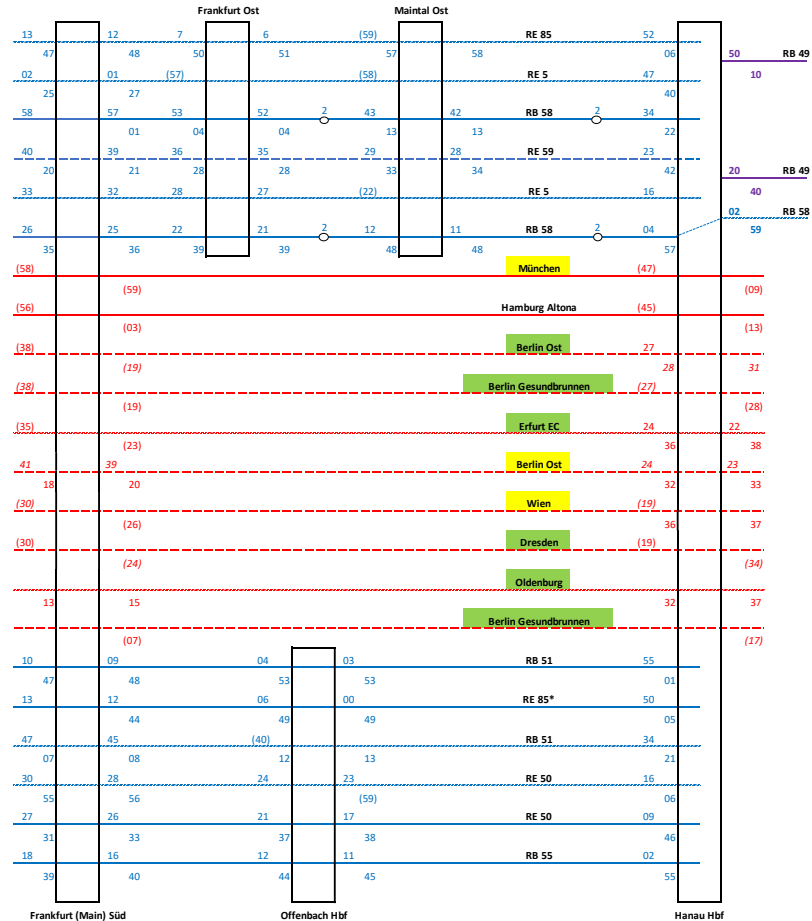 Frankfurt Ost Maintal Ost
13 12 7 6 (59) RE 85 52
47 48 50 51 57 58 06 50 RB 49
02 01 (57) (58) RE 5 47 10
25 27 40
58 57 53 52 2 43 42 RB 58 2 34
01 04 04 13 13 22
40 39 36 35 29 28 RE 59 23
20 21 28 28 33 34 42 20 RB 49
33 32 28 27 (22) RE 5 16 40
02 RB 58
26 25 22 21 2 12 11 RB 58 2 04 59
35 36 39 39 48 48 57
(58) München (47)
(59) (09)
(56) Hamburg Altona (45)
(03) (13)
(38) Berlin Ost 27
(19) 28 31
(38) Berlin Gesundbrunnen (27)
(19) (28)
(35) Erfurt EC 24 22
(23) 36 38
41 39 Berlin Ost 24 23
18 20 32 33
(30) Wien (19)
(26) 36 37
(30) Dresden (19)
(24) (34)
Oldenburg
13 15 32 37
Berlin Gesundbrunnen
(07) (17)
10 09 04 03 RB 51 55
47 48 53 53 01
13 12 06 00 RE 85* 50
44 49 49 05
47 45 (40) RB 51 34
07 08 12 13 21
30 28 24 23 RE 50 16
55 56 (59) 06
27 26 21 17 RE 50 09
31 33 37 38 46
18 16 12 11 RB 55 02
39 40 44 45 55
Frankfurt (Main) Süd Offenbach Hbf Hanau Hbf